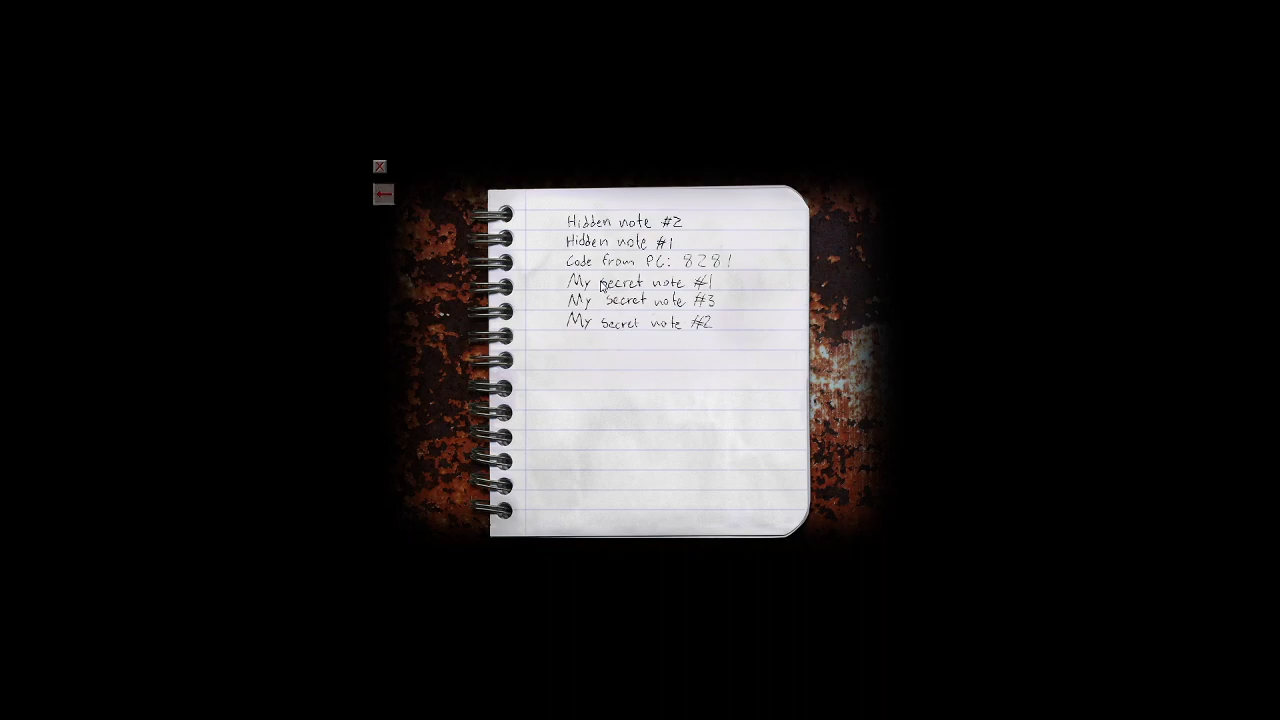 Hidden note #2
Hidden note #1
Code from PC: 8281
My secret note #1
My secret note #3
My secret note #2